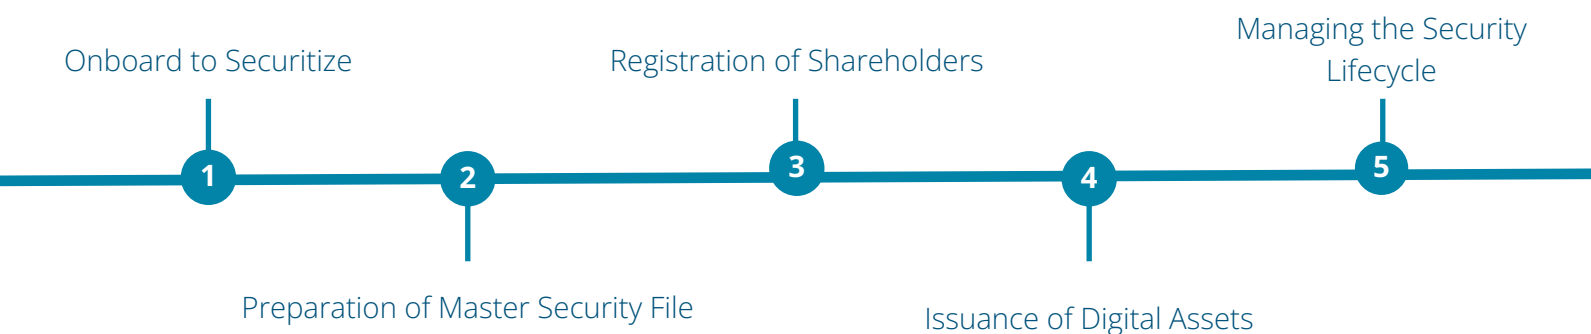 Onboard to Securitize
Registration of Shareholders
Managing the Security
Lifecycle
1
2
3
4
5
Preparation of Master Security File
Issuance of Digital Assets